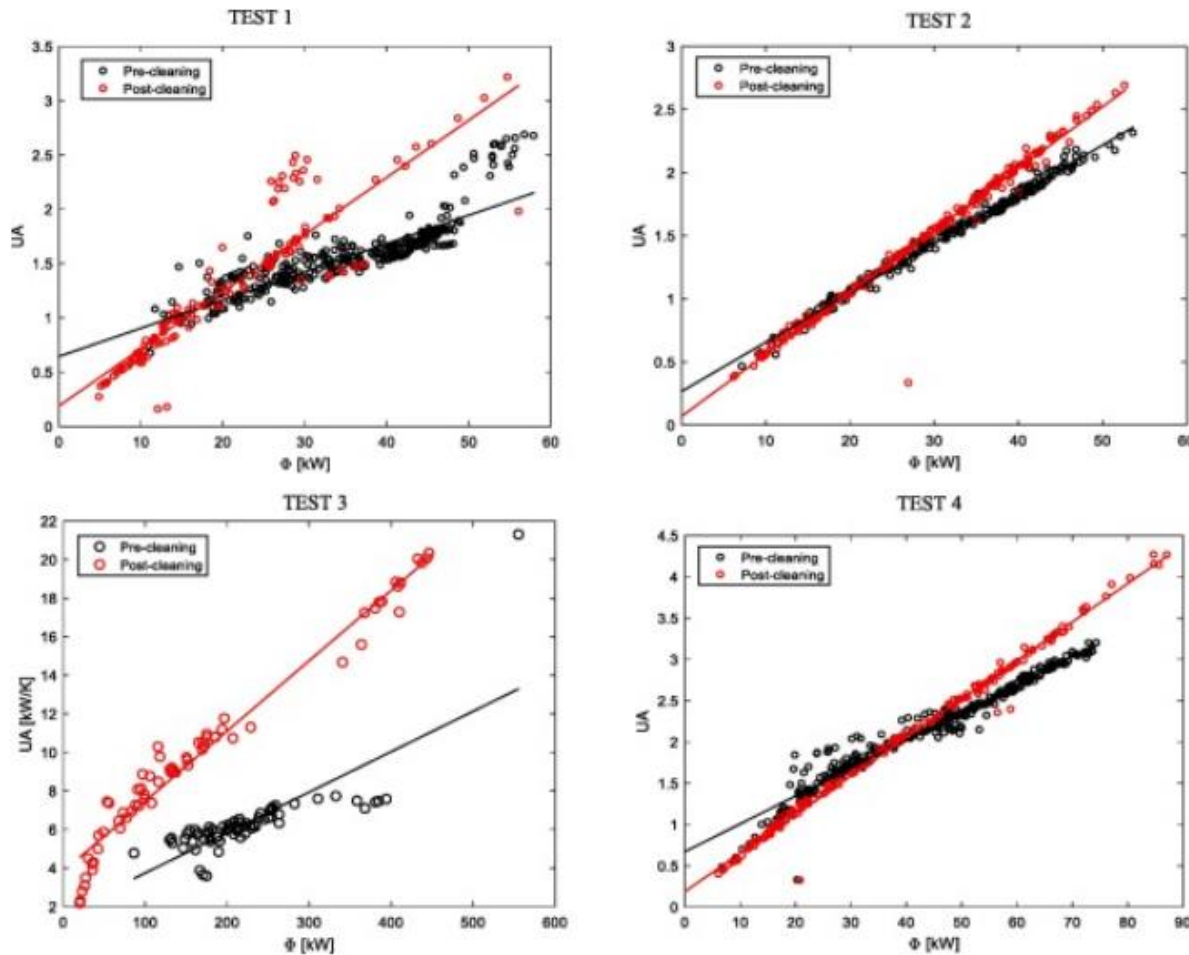 TEST 1
3.5
3
2.5
2
1.5
1
0.5
0
UA
Pre-cleaning
Post-cleaning
0 10 20 30 40 50 60
Φ [kW]
TEST 2
3
2.5
2
1.5
1
0.5
0
UA
Pre-cleaning
Post-cleaning
0 10 20 30 40 50 60
Φ [kW]
TEST 3
22
20
18
16
14
12
10
8
6
4
2
UA [kW/K]
Pre-cleaning
Post-cleaning
0 100 200 300 400 500 600
Φ [kW]
TEST 4
4.5
4
3.5
3
2.5
2
1.5
1
0.5
0
UA
Pre-cleaning
Post-cleaning
0 10 20 30 40 50 60 70 80 90
Φ [kW]